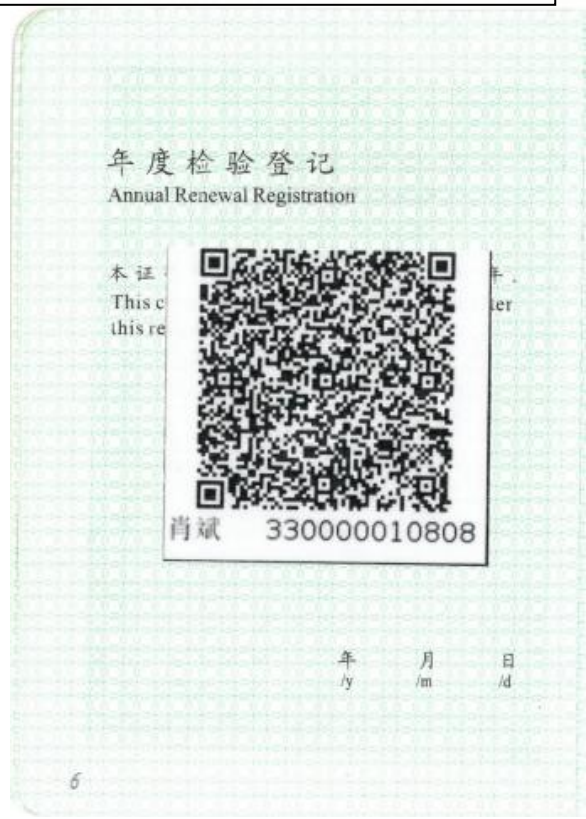 年度检验登记
Annual Renewal Registration
本证 年.
This c ter
this re
肖斌 330000010808
年 月 日
/y /m /d
6